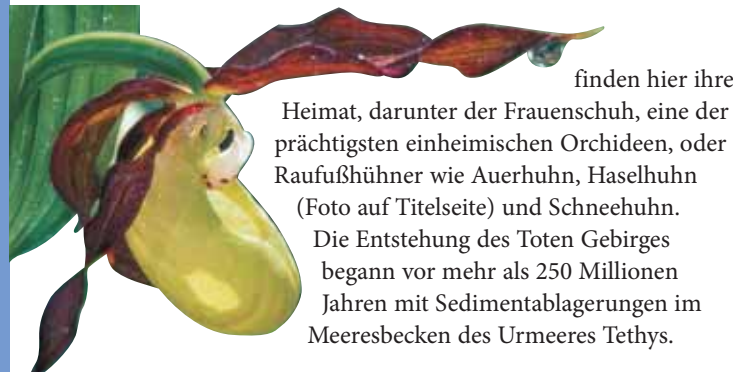 finden hier ihre
Heimat, darunter der Frauenschuh, eine der
prächtigsten einheimischen Orchideen, oder
Raufußhühner wie Auerhuhn, Haselhuhn
(Foto auf Titelseite) und Schneehuhn.
Die Entstehung des Toten Gebirges
begann vor mehr als 250 Millionen
Jahren mit Sedimentablagerungen im
Meeresbecken des Urmeeres Tethys.